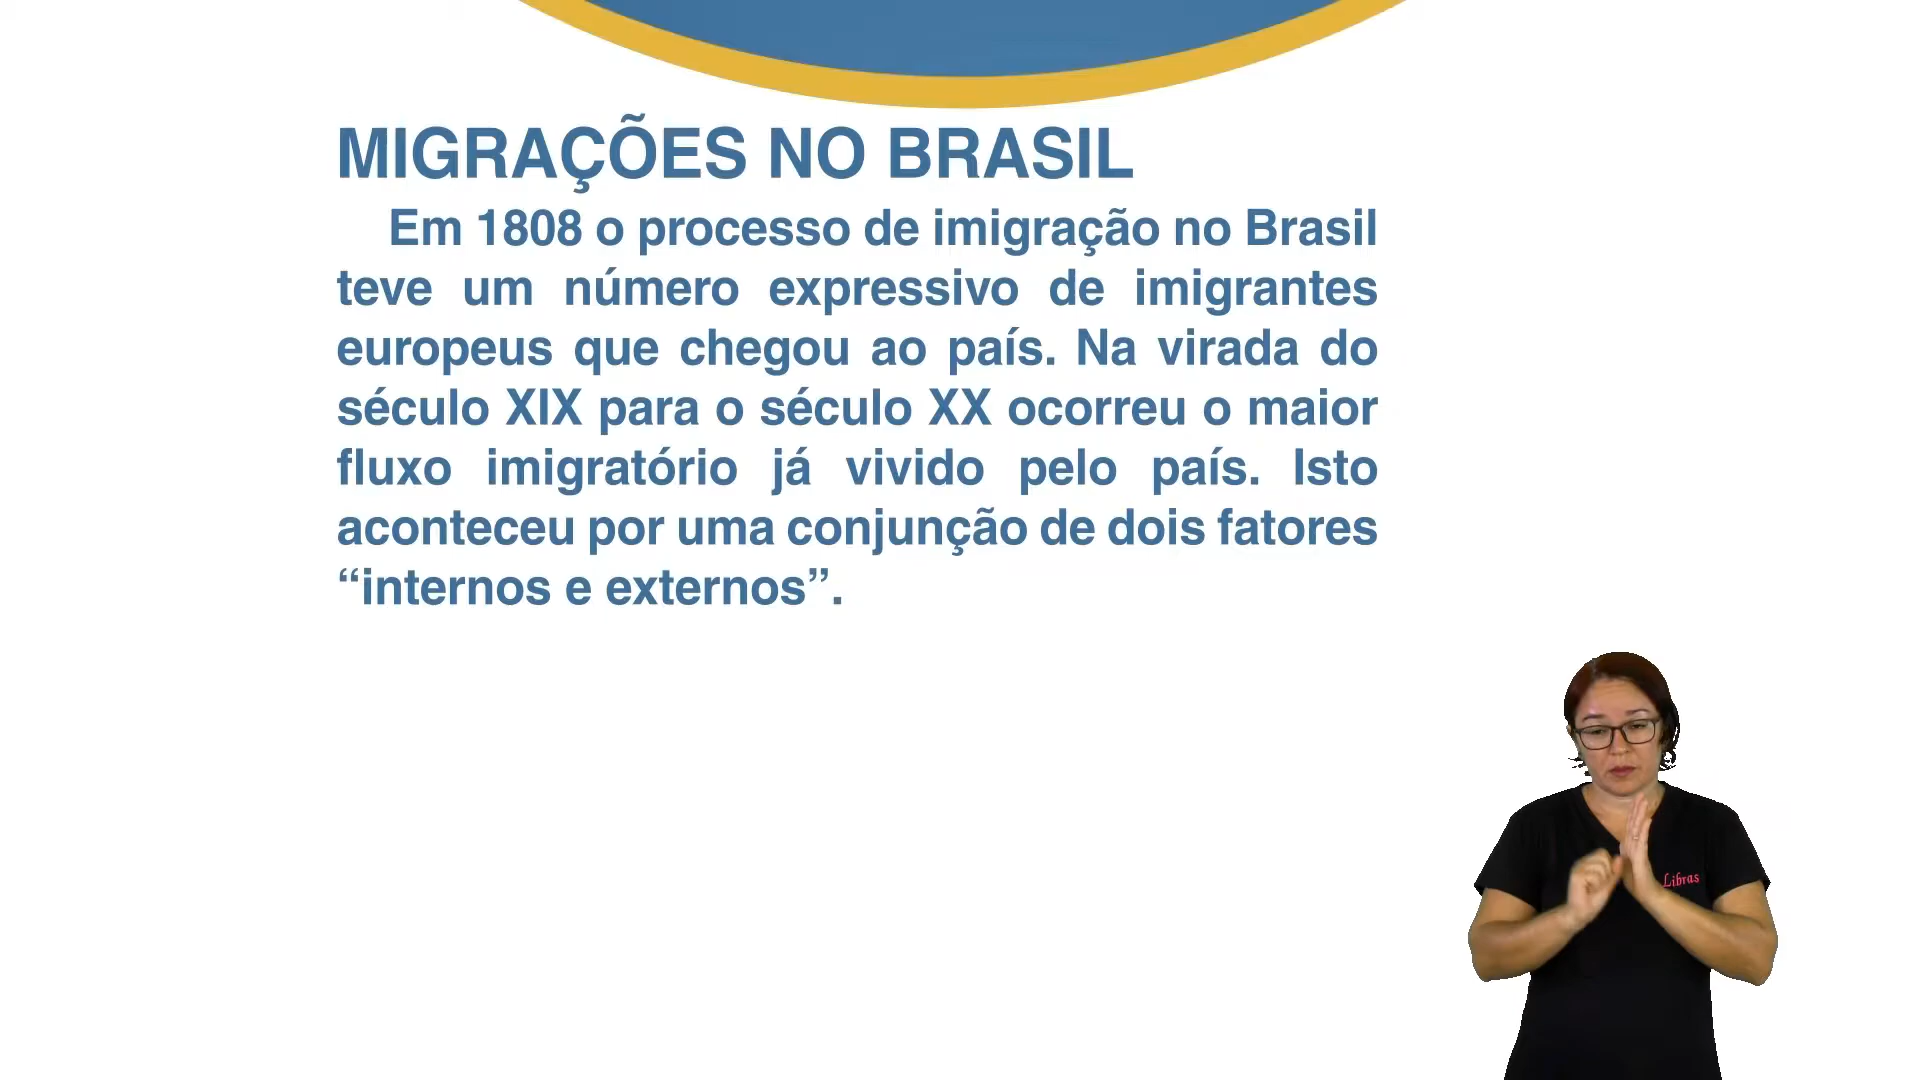 MIGRAÇÕES NO BRASIL
Em 1808 o processo de imigração no Brasil
teve um número expressivo de imigrantes
europeus que chegou ao país. Na virada do
século XIX para o século XX ocorreu o maior
fluxo imigratório já vivido pelo país. Isto
aconteceu por uma conjunção de dois fatores
“internos e externos”.
Libras